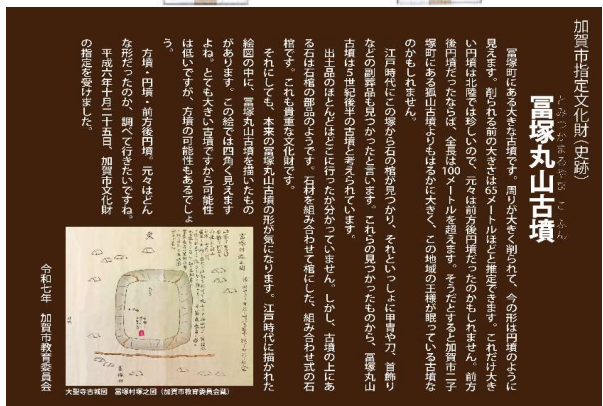 加賀市指定文化財(史跡)
とみつかまるやまこふん
冨塚丸山古墳
冨塚町にある大きな古墳です。周りが大きく削られて、今の形は円墳のように
見えます。削られる前の大きさは65メートルほどと推定できます。これだけ大き
い円墳は北陸では珍しいので、元々は前方後円墳だったのかもしれません。前方
後円墳だったならば、全長は100メートルを超えます。そうだとすると加賀市二子
塚町にある狐山古墳よりもはるかに大きく、この地域の王様が眠っている古墳な
のかもしれません。
江戸時代にこの塚から石の棺が見つかり、それといっしょに甲冑や刀、首飾り
などの副葬品も見つかったと言います。これらの見つかったものから、冨塚丸山
古墳は5世紀後半の古墳と考えられています。
出土品のほとんどはどこに行ったか分かっていません。しかし、古墳の上にあ
る石は石棺の部品のようです。石材を組み合わせて棺にした、組み合わせ式の石
棺です。これも貴重な文化財です。
それにしても、本来の冨塚丸山古墳の形が気になります。江戸時代に描かれた
絵図の中に、冨塚丸山古墳を描いたもの
があります。この絵では四角く見えます
よね。とても大きい古墳ですから可能性
は低いですが、方墳の可能性もあるでしょ
う。
方墳・円墳・前方後円墳。元々はどん
な形だったのか、調べて行きたいですね。
平成六年十月二十五日、加賀市文化財
の指定を受けました。
令和七年 加賀市教育委員会
冨塚村塚之図
東
大聖寺古城図 冨塚村塚之図(加賀市教育委員会蔵)